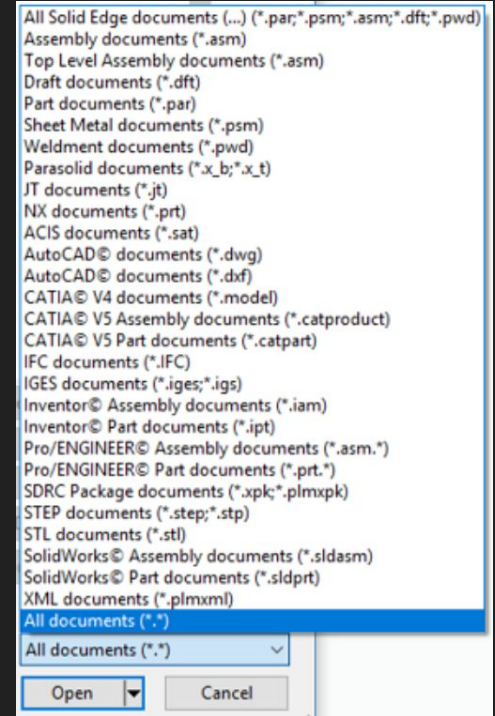 All Solid Edge documents (...) (*.par;*.psm;*.asm;*.dft;*.pwd)
Assembly documents (*.asm)
Top Level Assembly documents (*.asm)
Draft documents (*.dft)
Part documents (*.par)
Sheet Metal documents (*.psm)
Weldment documents (*.pwd)
Parasolid documents (*.x_b;*.x_t)
JT documents (*.jt)
NX documents (*.prt)
ACIS documents (*.sat)
AutoCAD© documents (*.dwg)
AutoCAD© documents (*.dxf)
CATIA© V4 documents (*.model)
CATIA© V5 Assembly documents (*.catproduct)
CATIA© V5 Part documents (*.catpart)
IFC documents (*.IFC)
IGES documents (*.iges;*.igs)
Inventor© Assembly documents (*.iam)
Inventor© Part documents (*.ipt)
Pro/ENGINEER© Assembly documents (*.asm.*)
Pro/ENGINEER© Part documents (*.prt.*)
SDRC Package documents (*.xpk;*.plmxpk)
STEP documents (*.step;*.stp)
STL documents (*.stl)
SolidWorks© Assembly documents (*.sldasm)
SolidWorks© Part documents (*.sldprt)
XML documents (*.plmxml)
All documents (*.*)
All documents (*.*)
Open Cancel